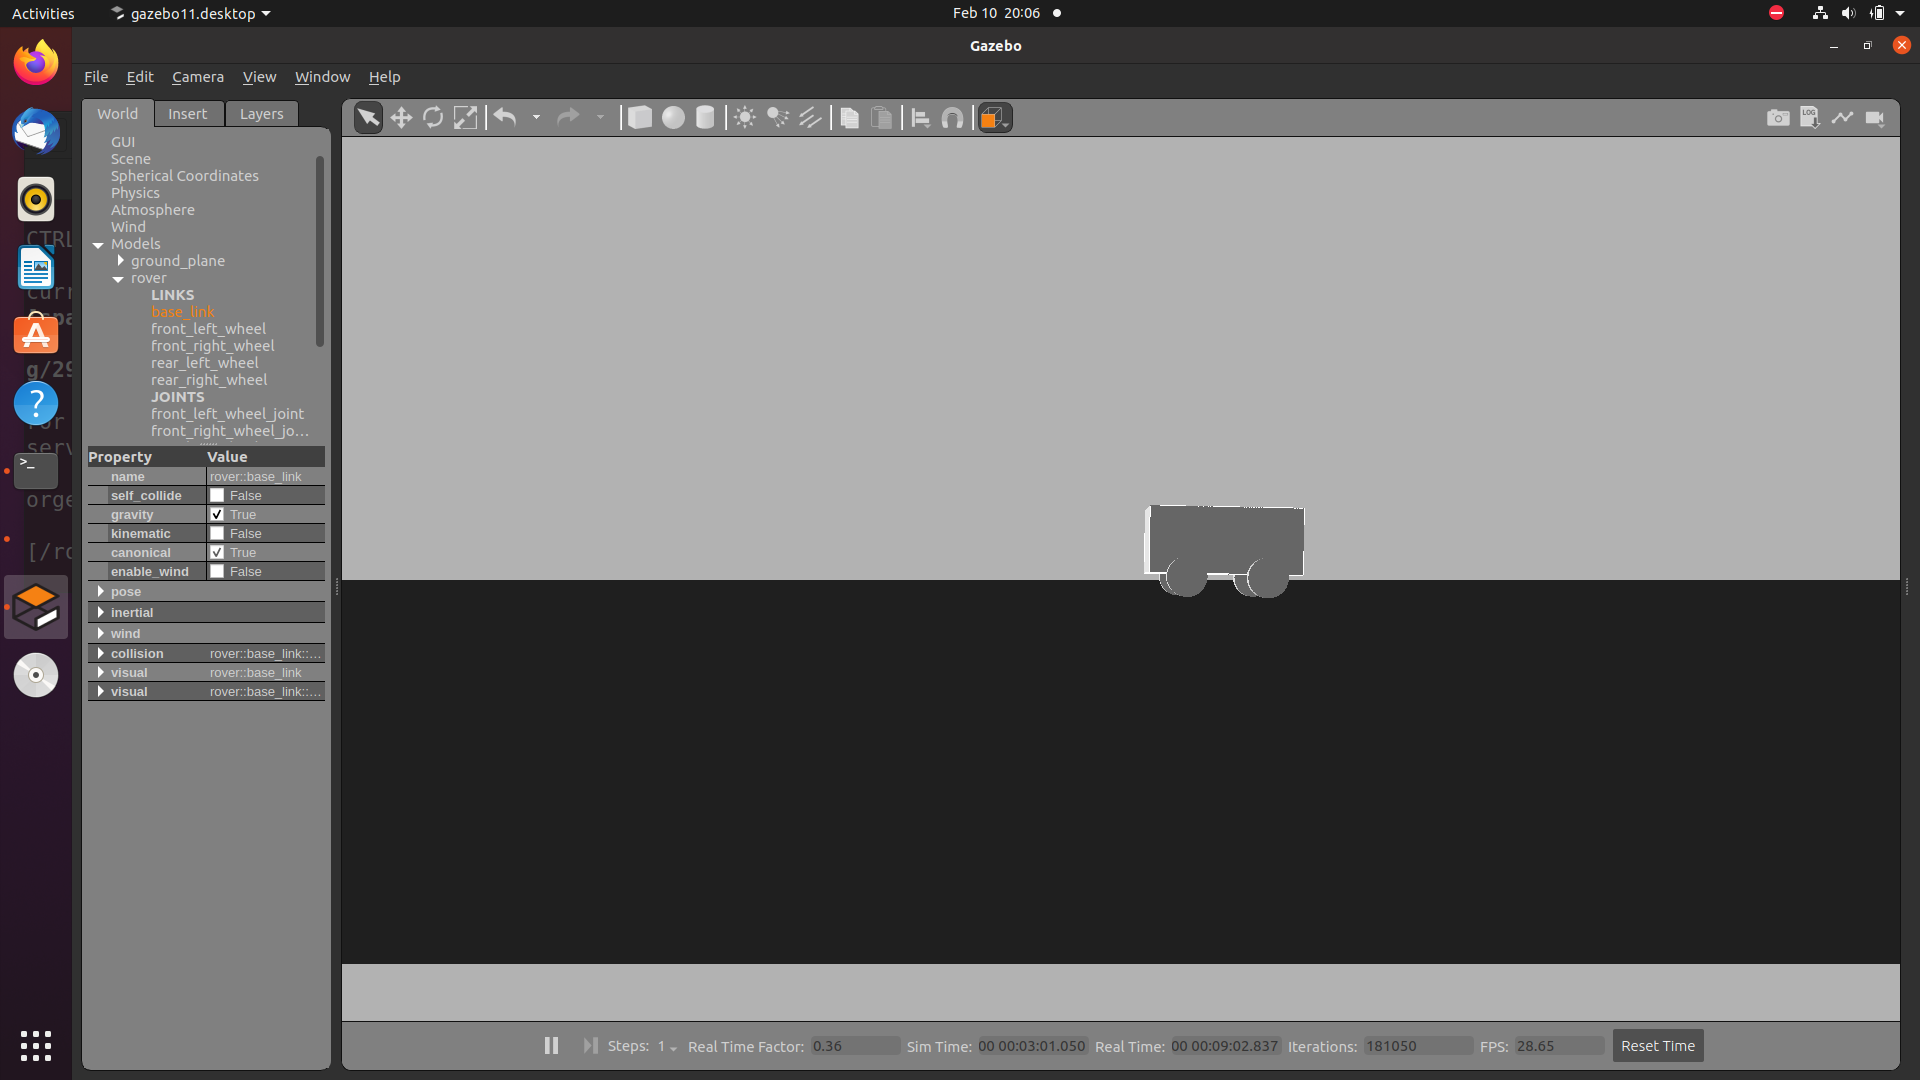 Activities
gazebo11.desktop
Feb 10 20:06
Gazebo
File Edit Camera View Window Help
World Insert Layers
LOG
GUI
Scene
Spherical Coordinates
Physics
Atmosphere
Wind
Models
ground_plane
rover
LINKS
base_link
front_left_wheel
front_right_wheel
rear_left_wheel
rear_right_wheel
JOINTS
front_left_wheel_joint
front_right_wheel_jo...
Property Value
name rover::base_link
self_collide False
gravity True
kinematic False
canonical True
enable_wind False
pose
inertial
wind
collision rover::base_link::...
visual rover::base_link
visual rover::base_link::...
CTRL
curr
g/29
serv
orge
[/ro
Steps: 1 Real Time Factor: 0.36 Sim Time: 00 00:03:01.050 Real Time: 00 00:09:02.837 Iterations: 181050 FPS: 28.65 Reset Time